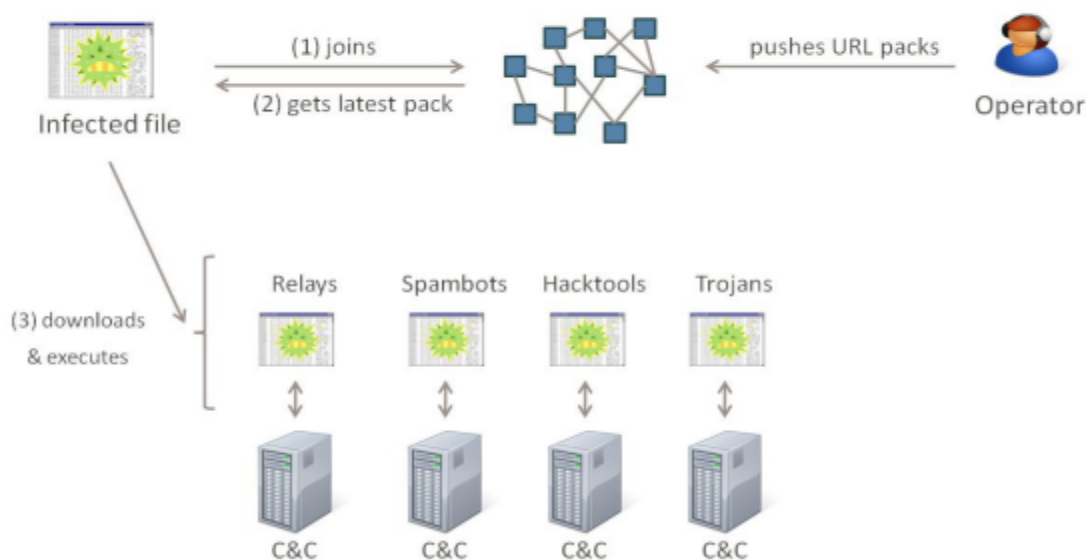 (1) joins
pushes URL packs
(2) gets latest pack
Infected file
Operator
Relays
Spambots
Hacktools
Trojans
(3) downloads
& executes
C&C
C&C
C&C
C&C